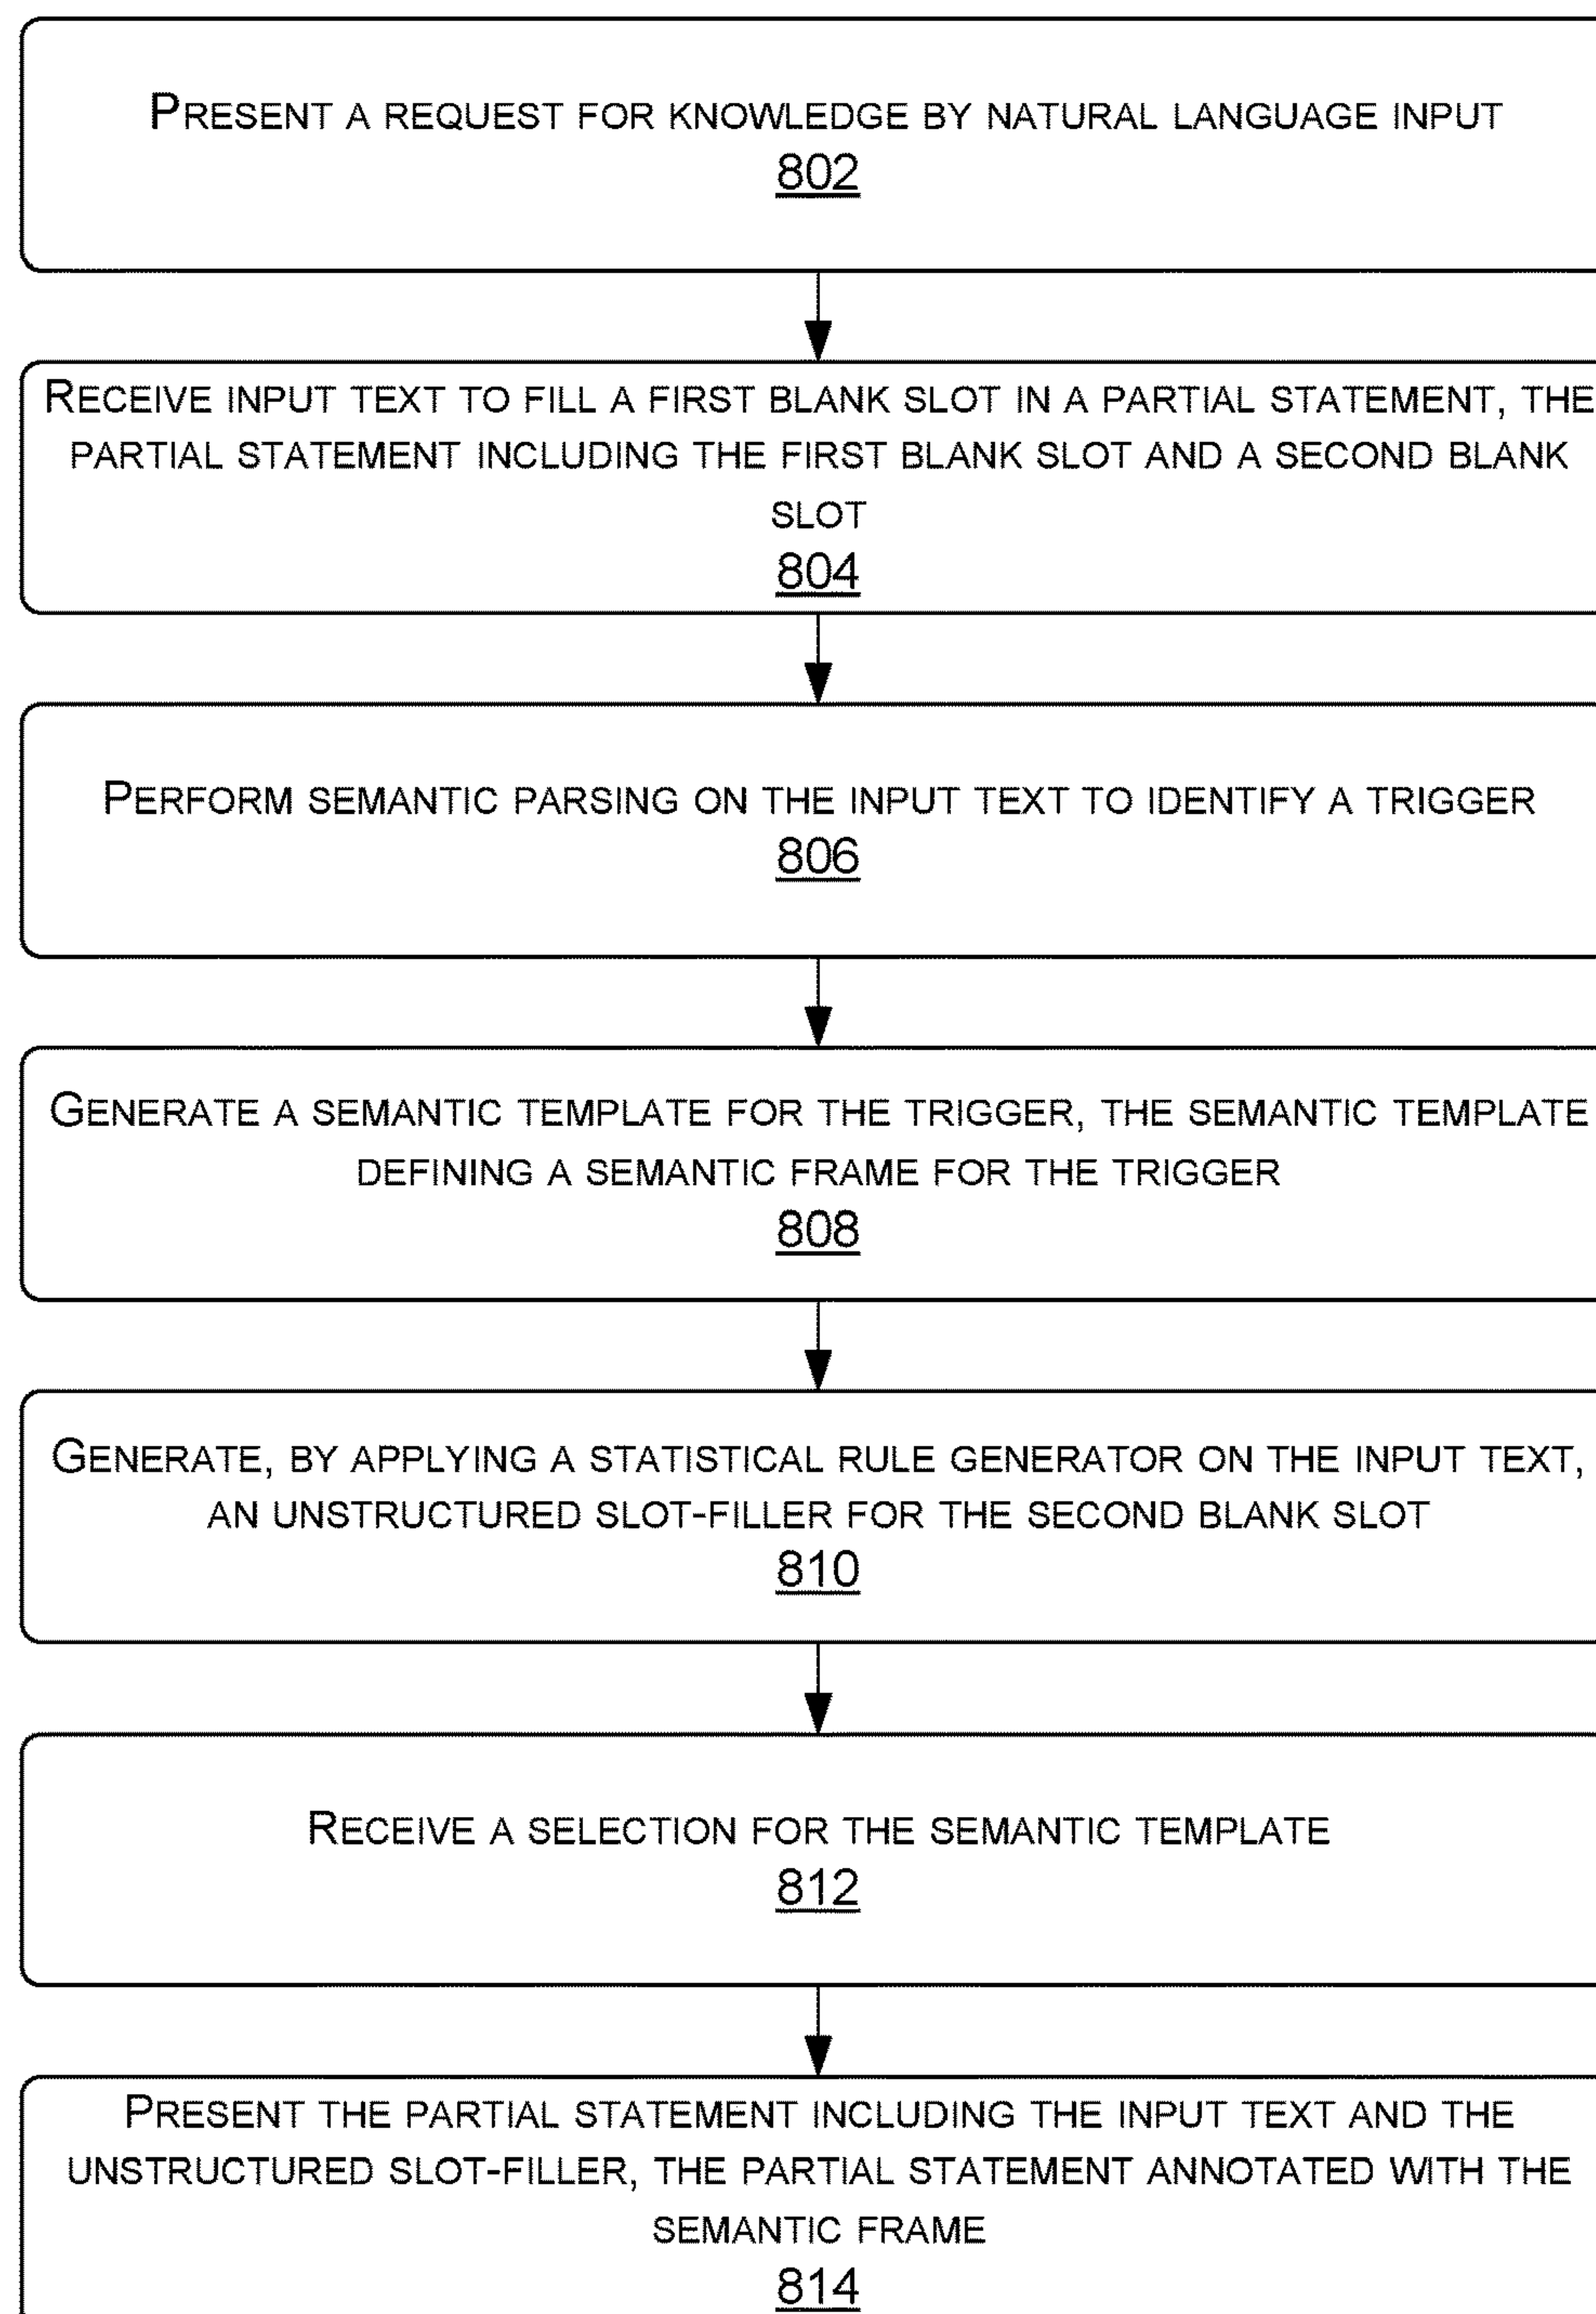 PRESENT A REQUEST FOR KNOWLEDGE BY NATURAL LANGUAGE INPUT
802
RECEIVE INPUT TEXT TO FILL A FIRST BLANK SLOT IN A PARTIAL STATEMENT, THE
PARTIAL STATEMENT INCLUDING THE FIRST BLANK SLOT AND A SECOND BLANK
SLOT
804
PERFORM SEMANTIC PARSING ON THE INPUT TEXT TO IDENTIFY A TRIGGER
806
GENERATE A SEMANTIC TEMPLATE FOR THE TRIGGER, THE SEMANTIC TEMPLATE
DEFINING A SEMANTIC FRAME FOR THE TRIGGER
808
GENERATE, BY APPLYING A STATISTICAL RULE GENERATOR ON THE INPUT TEXT,
AN UNSTRUCTURED SLOT-FILLER FOR THE SECOND BLANK SLOT
810
RECEIVE A SELECTION FOR THE SEMANTIC TEMPLATE
812
PRESENT THE PARTIAL STATEMENT INCLUDING THE INPUT TEXT AND THE
UNSTRUCTURED SLOT-FILLER, THE PARTIAL STATEMENT ANNOTATED WITH THE
SEMANTIC FRAME
814